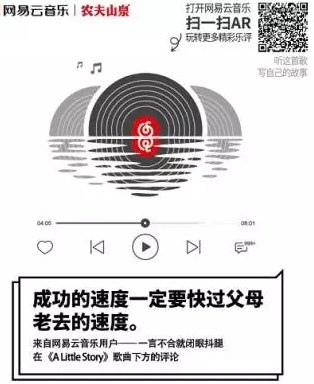 网易云音乐 农夫山泉
打开网易云音乐
扫一扫AR
玩转更多精彩乐评
听这首歌
写自己的故事
04:05 08:01
999+
成功的速度一定要快过父母
老去的速度。
来自网易云音乐用户——一言不合就闭眼抖腿
在《A Little Story》歌曲下方的评论